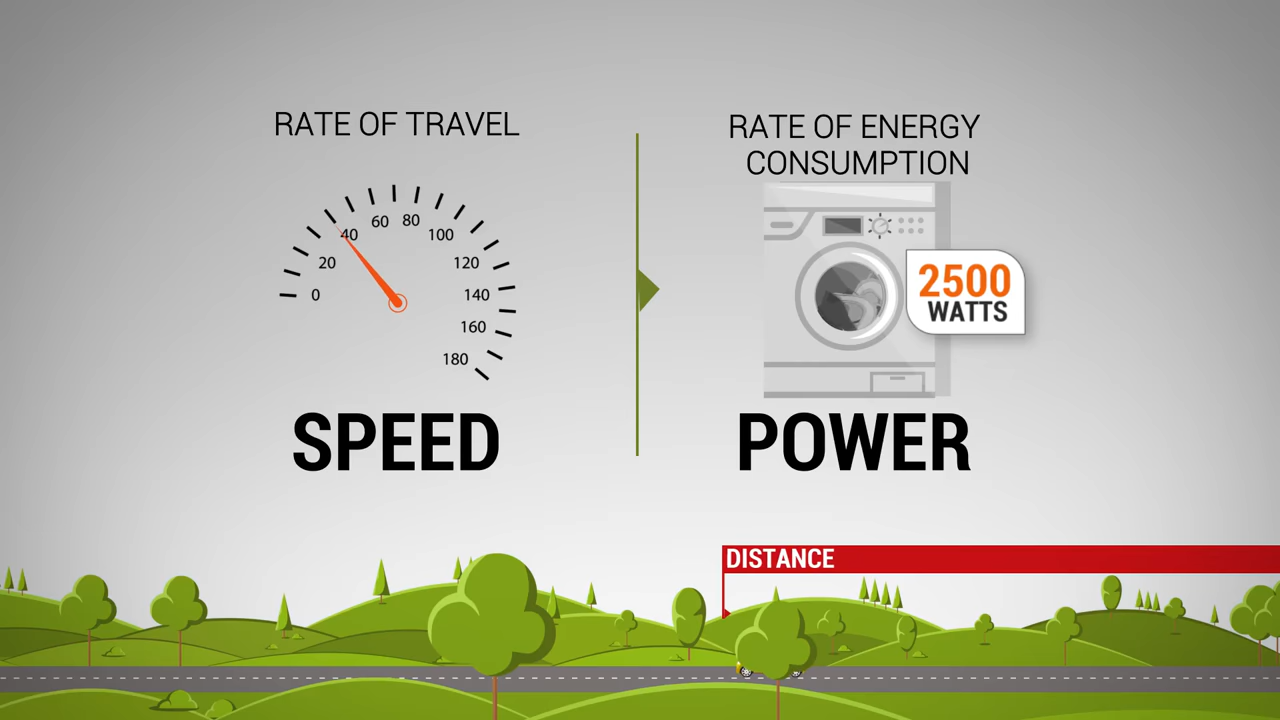 RATE OF TRAVEL
0
20
40
60
80
100
120
140
160
180
SPEED
RATE OF ENERGY
CONSUMPTION
2500
WATTS
POWER
DISTANCE